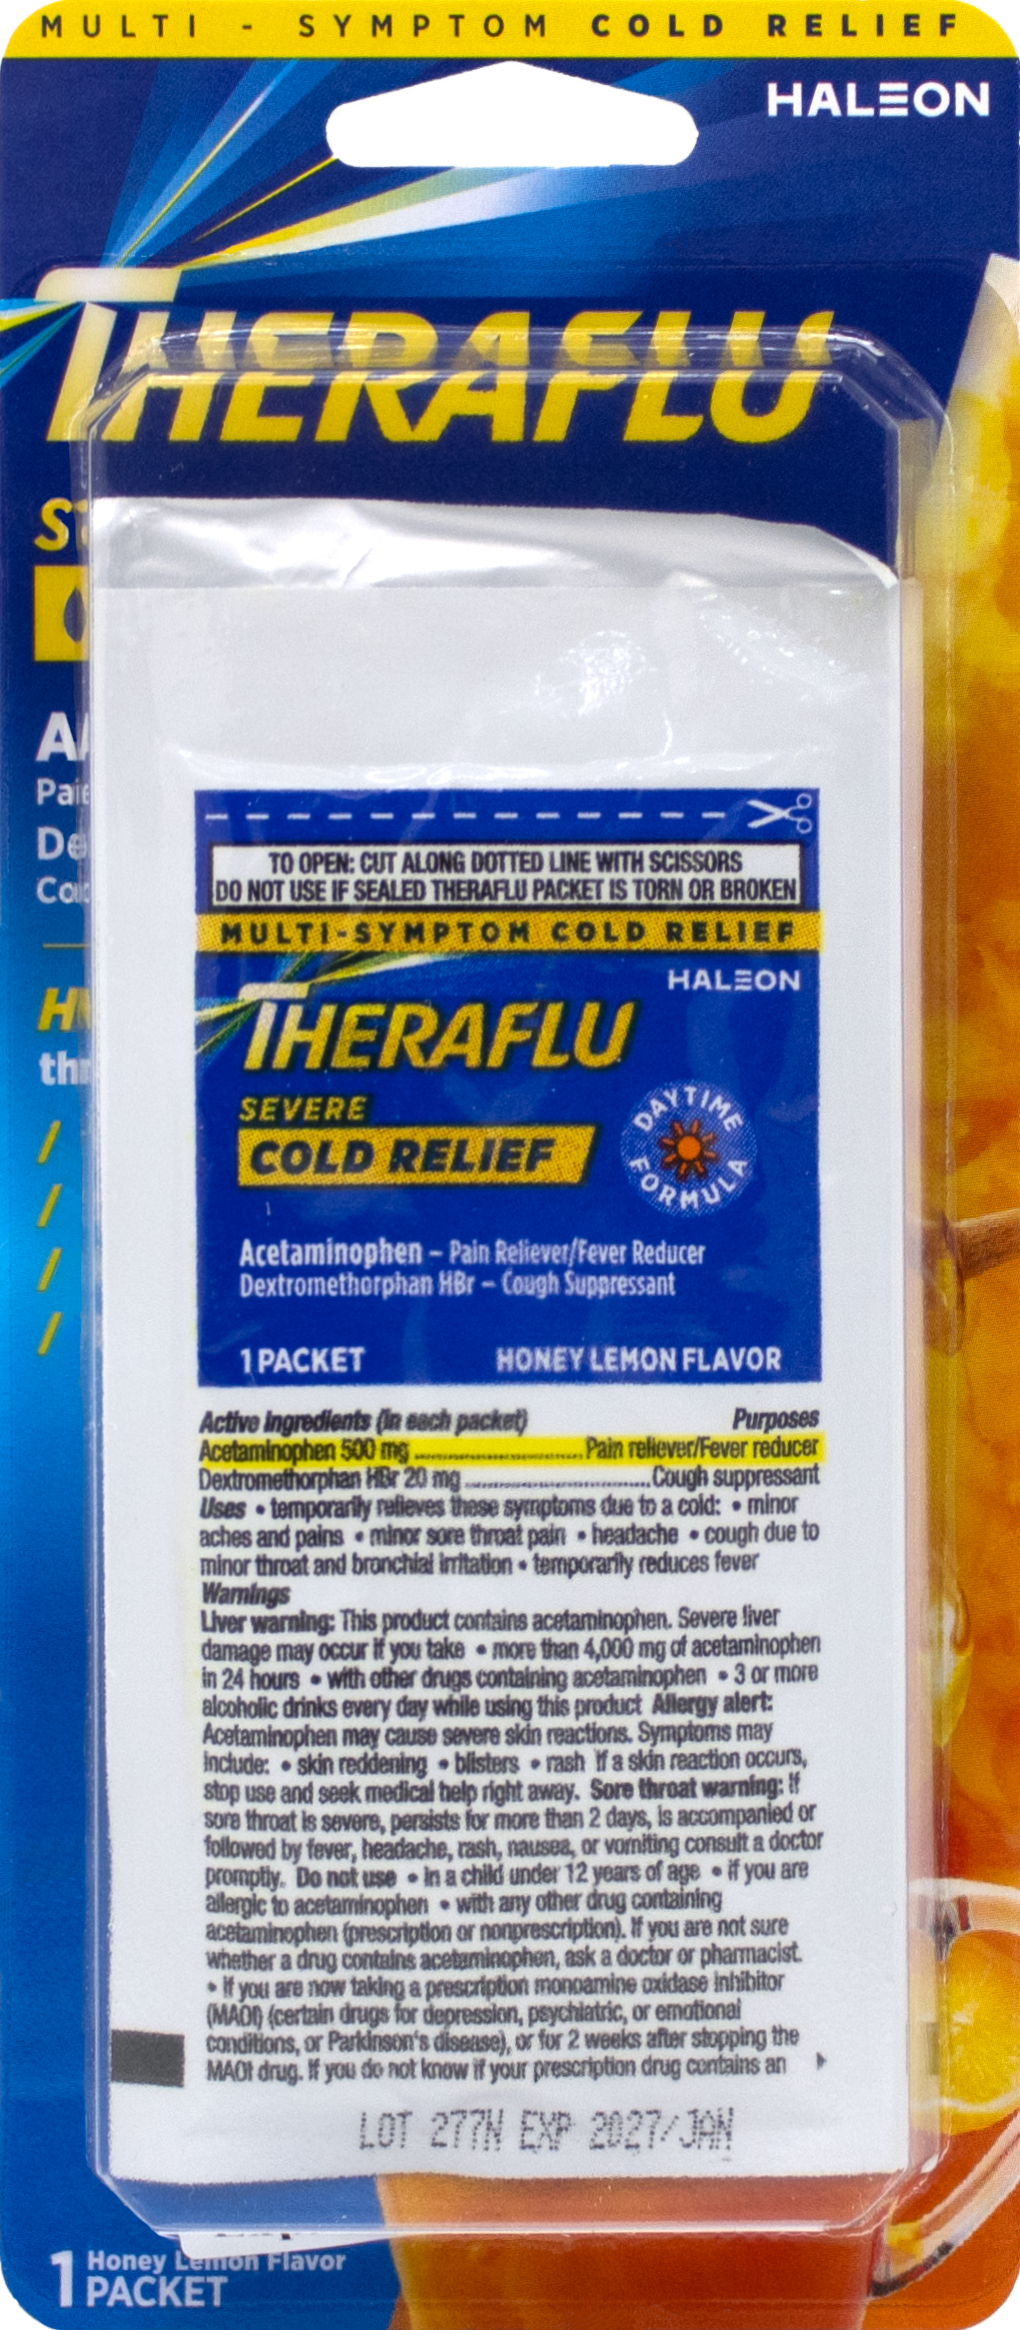 MULTI - SYMPTOM COLD RELIEF
HALEON
THERAFLU
TO OPEN: CUT ALONG DOTTED LINE WITH SCISSORS
DO NOT USE IF SEALED THERAFLU PACKET IS TORN OR BROKEN
MULTI-SYMPTOM COLD RELIEF
HALEON
THERAFLU
SEVERE
COLD RELIEF
DAYTIME
FORMULA
Acetaminophen – Pain Reliever/Fever Reducer
Dextromethorphan HBr – Cough Suppressant
1 PACKET HONEY LEMON FLAVOR
Active ingredients (in each packet) Purposes
Acetaminophen 500 mg ............................ Pain reliever/Fever reducer
Dextromethorphan HBr 20 mg ............................ Cough suppressant
Uses • temporarily relieves these symptoms due to a cold: • minor
aches and pains • minor sore throat pain • headache • cough due to
minor throat and bronchial irritation • temporarily reduces fever
Warnings
Liver warning: This product contains acetaminophen. Severe liver
damage may occur if you take • more than 4,000 mg of acetaminophen
in 24 hours • with other drugs containing acetaminophen • 3 or more
alcoholic drinks every day while using this product Allergy alert:
Acetaminophen may cause severe skin reactions. Symptoms may
include: • skin reddening • blisters • rash If a skin reaction occurs,
stop use and seek medical help right away. Sore throat warning: If
sore throat is severe, persists for more than 2 days, is accompanied or
followed by fever, headache, rash, nausea, or vomiting consult a doctor
promptly. Do not use • in a child under 12 years of age • if you are
allergic to acetaminophen • with any other drug containing
acetaminophen (prescription or nonprescription). If you are not sure
whether a drug contains acetaminophen, ask a doctor or pharmacist.
• if you are now taking a prescription monoamine oxidase inhibitor
(MAOI) (certain drugs for depression, psychiatric, or emotional
conditions, or Parkinson's disease), or for 2 weeks after stopping the
MAOI drug. If you do not know if your prescription drug contains an
LOT 277N EXP 2027/JAN
Honey Lemon Flavor
1 PACKET